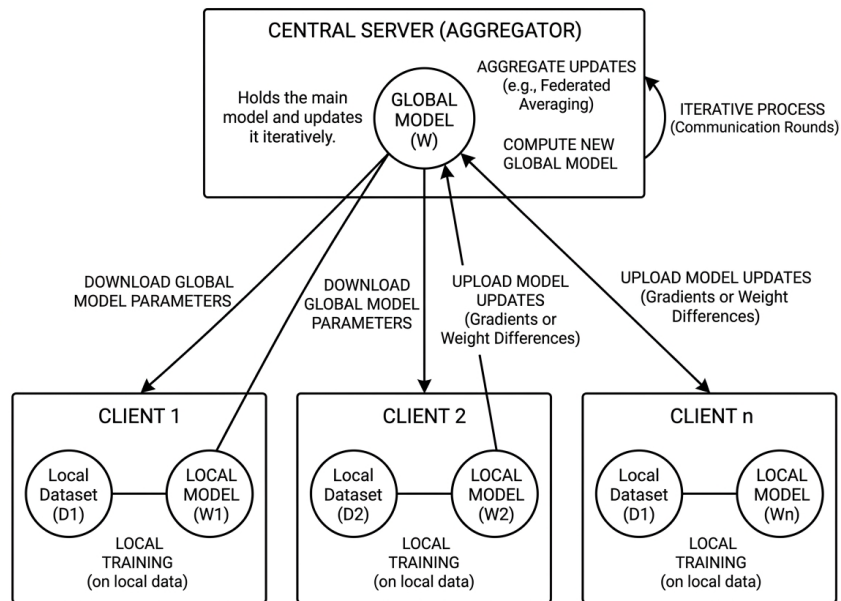 CENTRAL SERVER (AGGREGATOR)
Holds the main
model and updates
it iteratively.
GLOBAL
MODEL
(W)
AGGREGATE UPDATES
(e.g., Federated
Averaging)
COMPUTE NEW
GLOBAL MODEL
ITERATIVE PROCESS
(Communication Rounds)
DOWNLOAD GLOBAL
MODEL PARAMETERS
DOWNLOAD
GLOBAL MODEL
PARAMETERS
UPLOAD MODEL
UPDATES
(Gradients or
Weight Differences)
UPLOAD MODEL UPDATES
(Gradients or Weight
Differences)
CLIENT 1
Local
Dataset
(D1)
LOCAL
MODEL
(W1)
LOCAL
TRAINING
(on local data)
CLIENT 2
Local
Dataset
(D2)
LOCAL
MODEL
(W2)
LOCAL
TRAINING
(on local data)
CLIENT n
Local
Dataset
(D1)
LOCAL
MODEL
(Wn)
LOCAL
TRAINING
(on local data)